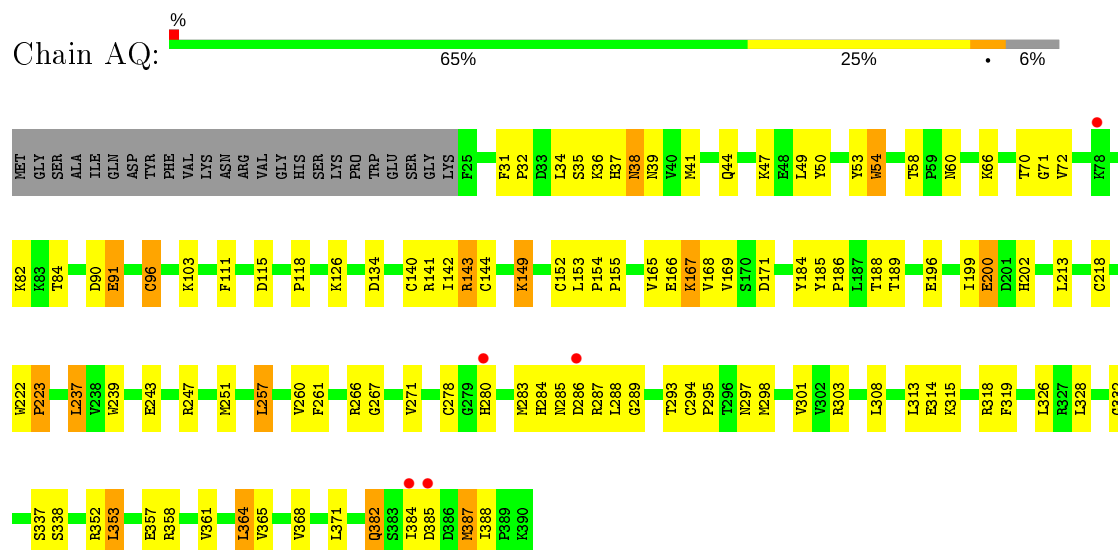 %
Chain AQ:
65% 25% • 6%
MET GLY SER ALA ILE GLN ASP TYR PHE VAL LYS ASN ARG VAL GLY HIS SER LYS PRO TRP GLU SER GLY LYS F25 F31 P32 D33 L34 S35 K36 H37 N38 N39 V40 M41 Q44 K47 E48 L49 Y50 Y53 W54 T58 P59 N60 K66 T70 G71 V72 K78
K82 K83 T84 D90 E91 C96 K103 F111 D115 P118 K126 D134 C140 R141 I142 R143 C144 K149 C152 L153 P154 P155 V165 E166 K167 V168 V169 S170 D171 Y184 Y185 P186 L187 T188 T189 E196 I199 E200 D201 H202 L213 C218
W222 P223 L237 V238 W239 E243 R247 M251 L257 V260 F261 R266 G267 V271 C278 G279 H280 M283 H284 N285 D286 R287 L288 G289 T293 C294 P295 T296 N297 M298 V301 V302 R303 L308 L313 E314 K315 R318 F319 L326 R327 L328
S337 S338 R352 L353 E357 R358 V361 L364 V365 V368 L371 Q382 S383 I384 D385 D386 M387 I388 P389 K390